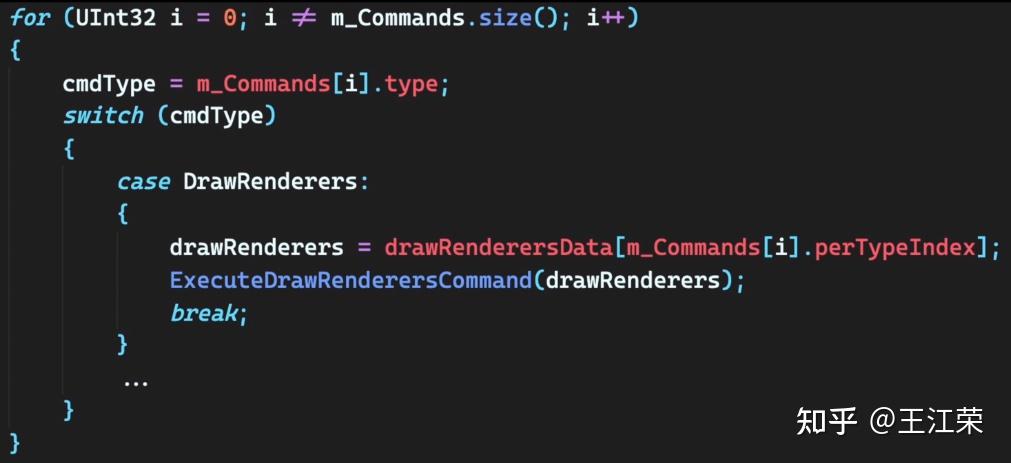 for (UInt32 i = 0; i != m_Commands.size(); i++)
{
    cmdType = m_Commands[i].type;
    switch (cmdType)
    {
        case DrawRenderers:
        {
            drawRenderers = drawRenderersData[m_Commands[i].perTypeIndex];
            ExecuteDrawRenderersCommand(drawRenderers);
            break;
        }
        ...
    }
}
知乎 @王江荣